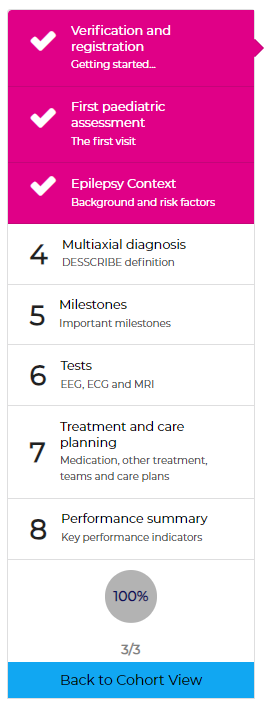 Verification and
registration
Getting started...
First paediatric
assessment
The first visit
Epilepsy Context
Background and risk factors
4
Multiaxial diagnosis
DESSCRIBE definition
5
Milestones
Important milestones
6
Tests
EEG, ECG and MRI
7
Treatment and care
planning
Medication, other treatment,
teams and care plans
8
Performance summary
Key performance indicators
100%
3/3
Back to Cohort View